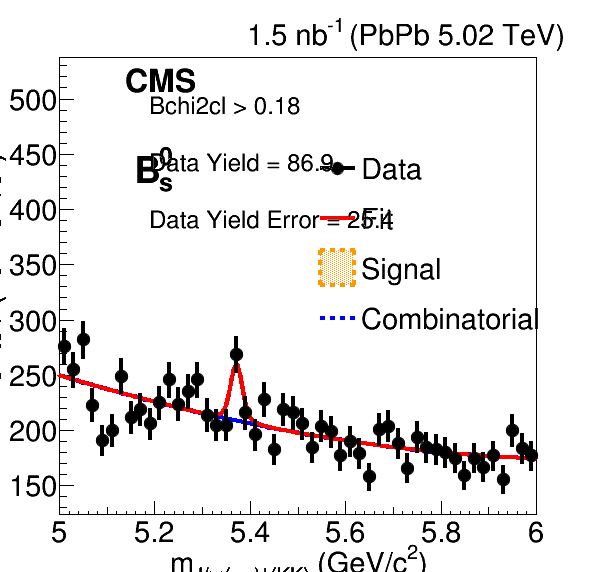 1.5 nb⁻¹ (PbPb 5.02 TeV)
CMS
Bchi2cl > 0.18
B⁰ₛ
Data Yield = 86.9
Data Yield Error = 25.4
Data
Fit
Signal
Combinatorial
500
450
400
350
300
250
200
150
5 5.2 5.4 5.6 5.8 6
m (GeV/c²)